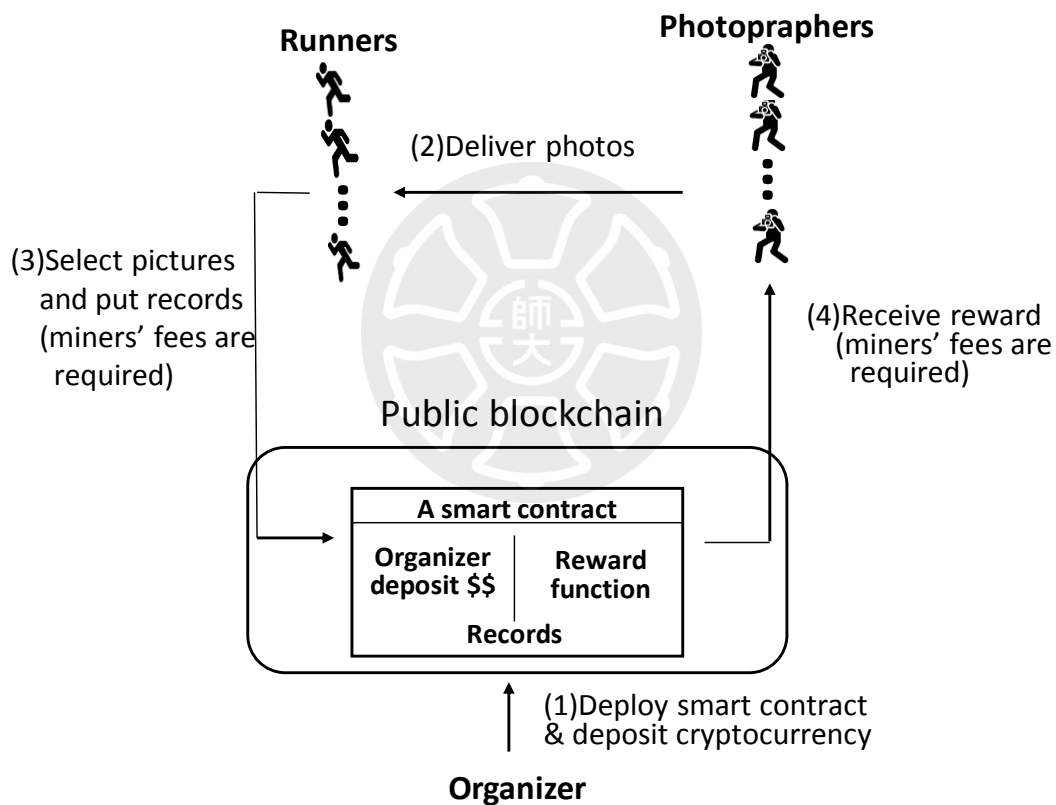 Runners
Photopraphers
(2)Deliver photos
(3)Select pictures
and put records
(miners' fees are
required)
(4)Receive reward
(miners' fees are
required)
師大
Public blockchain
A smart contract
Organizer
deposit $$
Reward
function
Records
(1)Deploy smart contract
& deposit cryptocurrency
Organizer